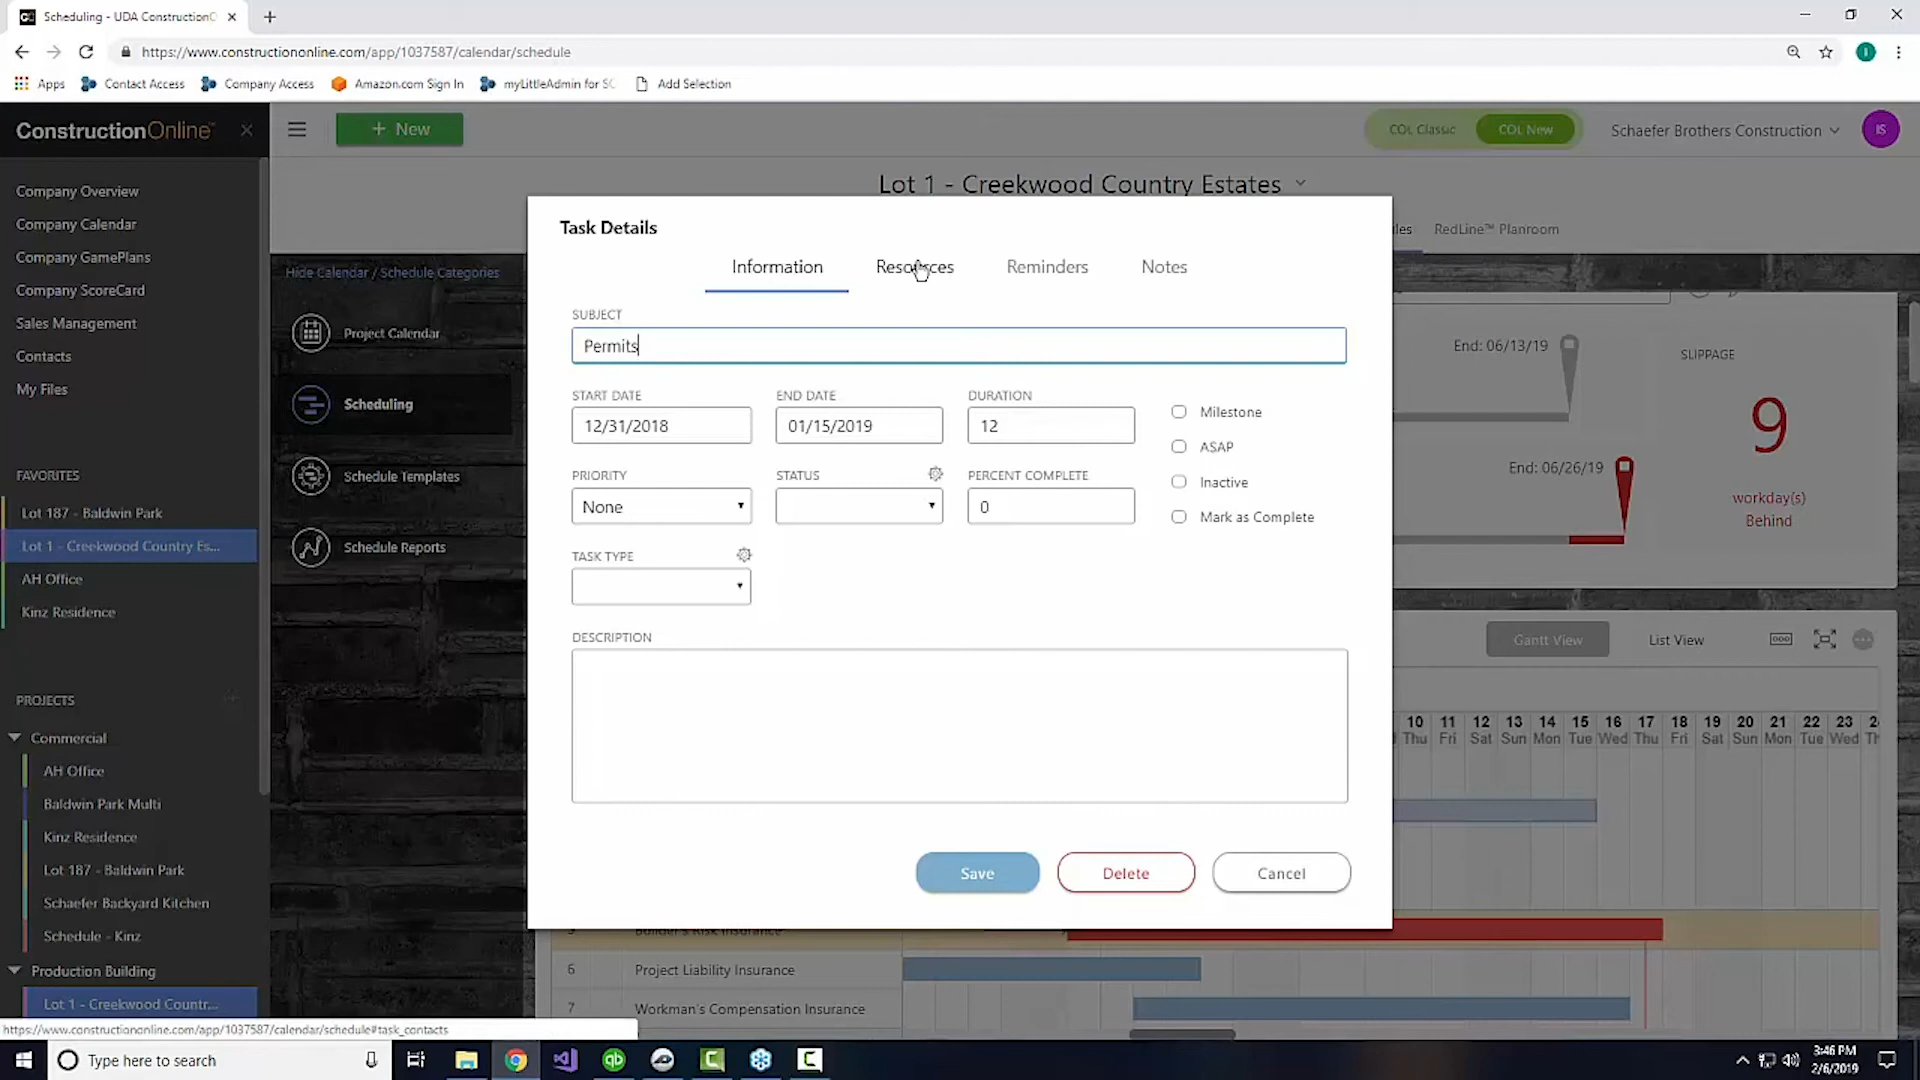 Scheduling - UDA ConstructionO
https://www.constructiononline.com/app/1037587/calendar/schedule
Apps
Contact Access
Company Access
Amazon.com Sign In
myLittleAdmin for SC
Add Selection
ConstructionOnline™
+ New
COL Classic
COL New
Schaefer Brothers Construction
IS
Company Overview
Company Calendar
Company GamePlans
Company ScoreCard
Sales Management
Contacts
My Files
FAVORITES
Lot 187 - Baldwin Park
Lot 1 - Creekwood Country Es...
AH Office
Kinz Residence
PROJECTS
Commercial
AH Office
Baldwin Park Multi
Kinz Residence
Lot 187 - Baldwin Park
Schaefer Backyard Kitchen
Schedule - Kinz
Production Building
Lot 1 - Creekwood Countr...
Lot 1 - Creekwood Country Estates
RedLine™ Planroom
Hide Calendar / Schedule Categories
Project Calendar
Scheduling
Schedule Templates
Schedule Reports
Task Details
Information
Resources
Reminders
Notes
SUBJECT
Permits
START DATE
END DATE
DURATION
12/31/2018
01/15/2019
12
Milestone
ASAP
Inactive
Mark as Complete
PRIORITY
STATUS
PERCENT COMPLETE
None
0
TASK TYPE
DESCRIPTION
Save
Delete
Cancel
End: 06/13/19
End: 06/26/19
SLIPPAGE
9
workday(s)
Behind
Gantt View
List View
10 11 12 13 14 15 16 17 18 19 20 21 22 23
Thu Fri Sat Sun Mon Tue Wed Thu Fri Sat Sun Mon Tue Wed
Builder's Risk Insurance
6 Project Liability Insurance
7 Workman's Compensation Insurance
https://www.constructiononline.com/app/1037587/calendar/schedule#task_contacts
Type here to search
3:46 PM
2/6/2019